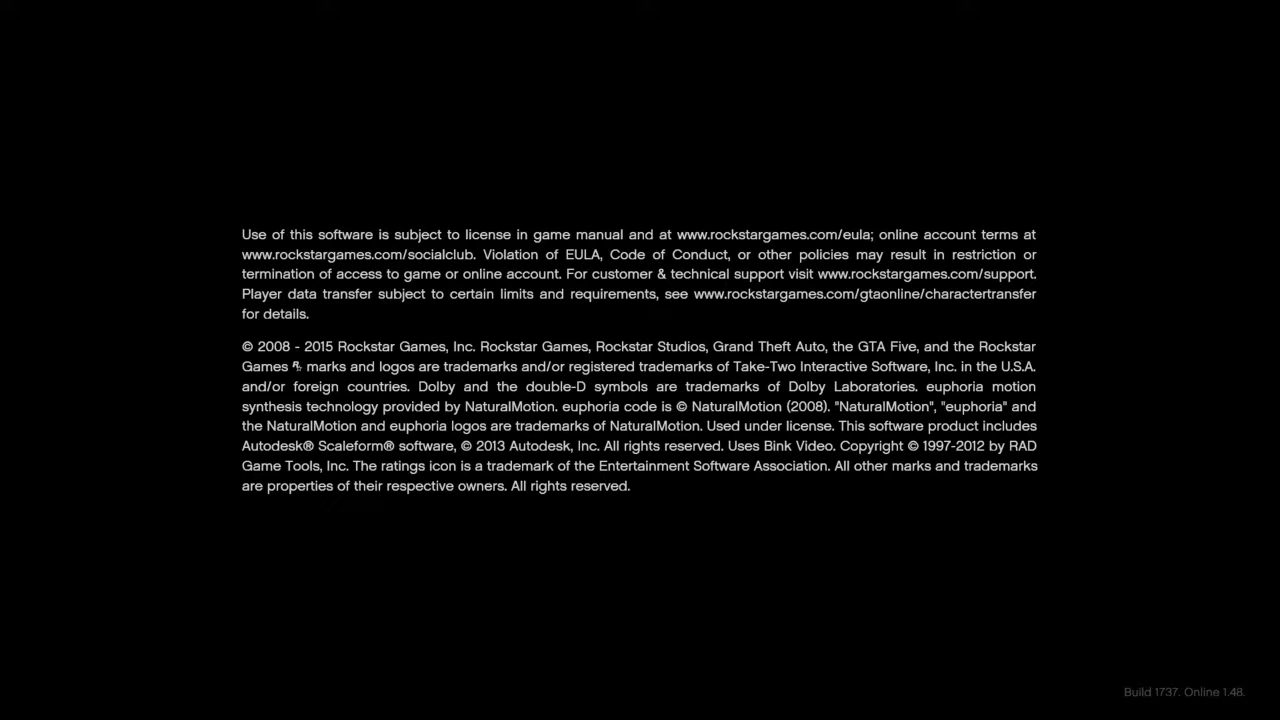 Use of this software is subject to license in game manual and at www.rockstargames.com/eula; online account terms at
www.rockstargames.com/socialclub. Violation of EULA, Code of Conduct, or other policies may result in restriction or
termination of access to game or online account. For customer & technical support visit www.rockstargames.com/support.
Player data transfer subject to certain limits and requirements, see www.rockstargames.com/gtaonline/charactertransfer
for details.
© 2008 - 2015 Rockstar Games, Inc. Rockstar Games, Rockstar Studios, Grand Theft Auto, the GTA Five, and the Rockstar
Games R* marks and logos are trademarks and/or registered trademarks of Take-Two Interactive Software, Inc. in the U.S.A.
and/or foreign countries. Dolby and the double-D symbols are trademarks of Dolby Laboratories. euphoria motion
synthesis technology provided by NaturalMotion. euphoria code is © NaturalMotion (2008). "NaturalMotion", "euphoria" and
the NaturalMotion and euphoria logos are trademarks of NaturalMotion. Used under license. This software product includes
Autodesk® Scaleform® software, © 2013 Autodesk, Inc. All rights reserved. Uses Bink Video. Copyright © 1997-2012 by RAD
Game Tools, Inc. The ratings icon is a trademark of the Entertainment Software Association. All other marks and trademarks
are properties of their respective owners. All rights reserved.
Build 1737. Online 1.48.